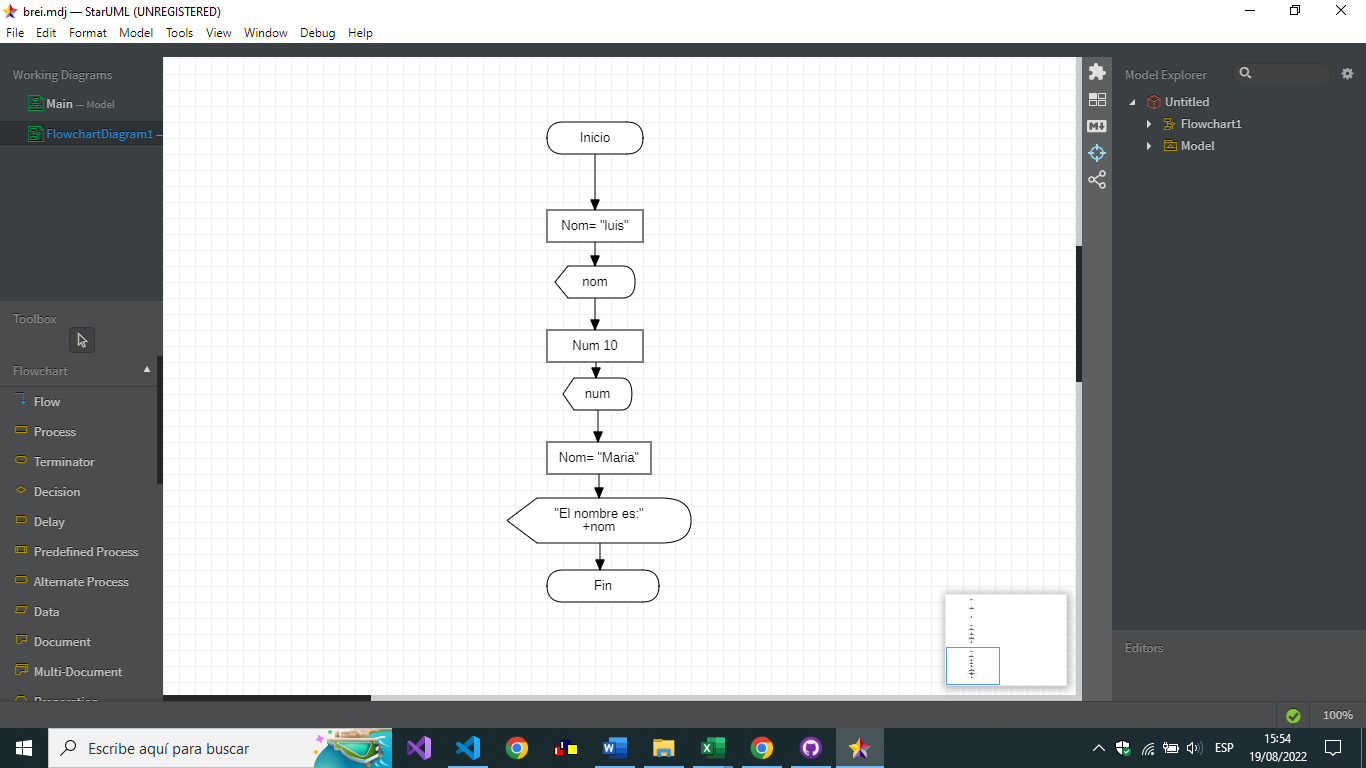 brei.mdj — StarUML (UNREGISTERED)
File Edit Format Model Tools View Window Debug Help
Working Diagrams
Main — Model
FlowchartDiagram1 —
Toolbox
Flowchart
Flow
Process
Terminator
Decision
Delay
Predefined Process
Alternate Process
Data
Document
Multi-Document
Preparation
Inicio
Nom= "luis"
nom
Num 10
num
Nom= "Maria"
"El nombre es:"
+nom
Fin
Model Explorer
Untitled
Flowchart1
Model
Editors
100%
Escribe aquí para buscar
ESP
15:54
19/08/2022